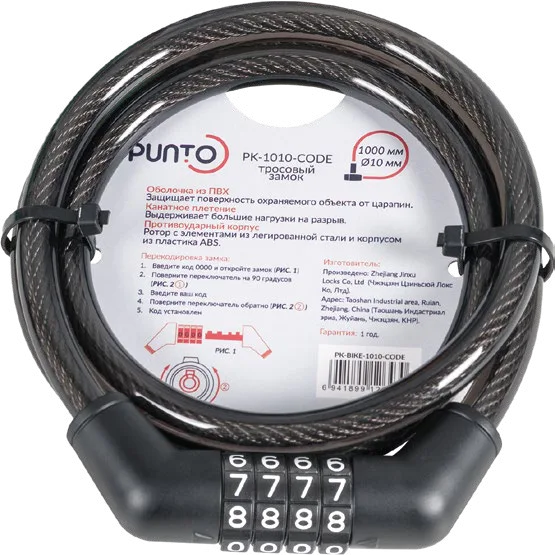 PUNTO
PK-1010-CODE
тросовый
замок
1000 мм
Ø10 мм
Оболочка из ПВХ
Защищает поверхность охраняемого объекта от царапин.
Канатное плетение
Выдерживает большие нагрузки на разрыв.
Противоударный корпус
Ротор с элементами из легированной стали и корпусом
из пластика ABS.
Перекодировка замка:
1. Введите код 0000 и откройте замок (РИС. 1)
2. Поверните переключатель на 90 градусов
(РИС. 2 ①)
3. Введите ваш код
4. Поверните переключатель обратно (РИС. 2 ②)
5. Код установлен
РИС. 1
②
Изготовитель:
Произведено: Zhejiang Jinxu
Locks Co, Ltd (Чжэцзян Цзиньсюй Локс
Ко, Лтд).
Адрес: Taoshan Industrial area, Ruian,
Zhejiang, China (Таошань Индастриал
эриа, Жуйань, Чжэцзян, КНР).
Гарантия: 1 год.
PK-BIKE-1010-CODE
6 941899
6 6 6 6
7 7 7 7
8 8 8 8